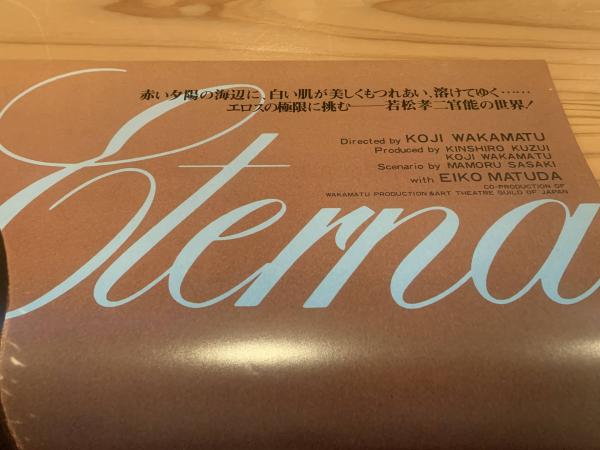 赤い夕陽の海辺に、白い肌が美しくもつれあい、溶けてゆく……
エロスの極限に挑む——若松孝二官能の世界！
Directed by KOJI WAKAMATU
Produced by KINSHIRO KUZUI
KOJI WAKAMATU
Scenario by MAMORU SASAKI
with EIKO MATUDA
CO-PRODUCTION OF
WAKAMATU PRODUCTION & ART THEATRE GUILD OF JAPAN
Eterna